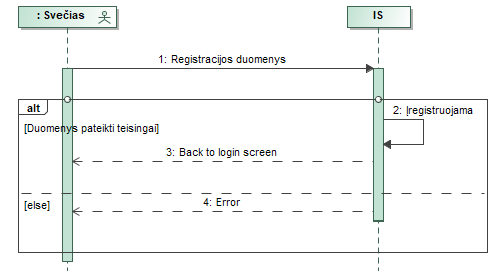 : Svečias
IS
1: Registracijos duomenys
alt
2: Įregistruojama
[Duomenys pateikti teisingai]
3: Back to login screen
[else]
4: Error